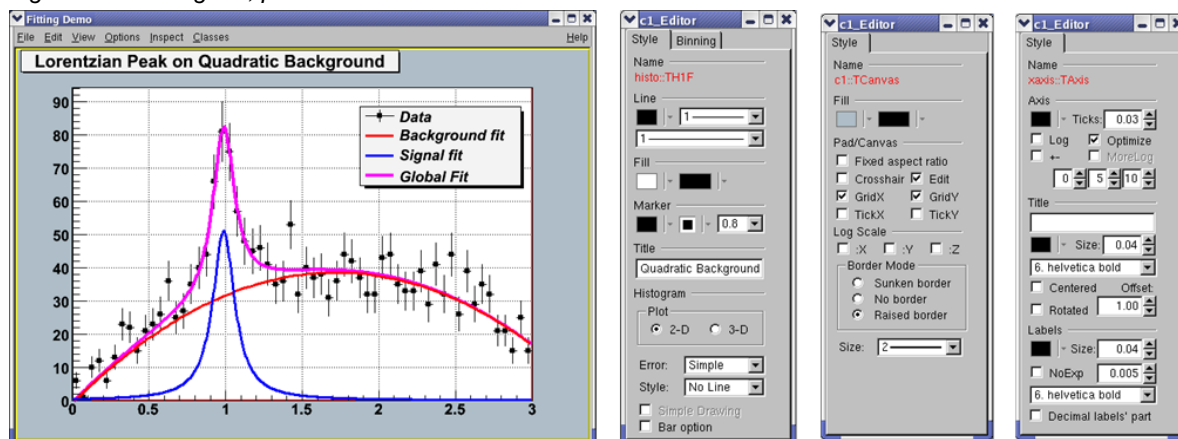 Fitting Demo
File Edit View Options Inspect Classes Help
Lorentzian Peak on Quadratic Background
Data
Background fit
Signal fit
Global Fit
90
80
70
60
50
40
30
20
10
0
0 0.5 1 1.5 2 2.5 3
c1_Editor
Style Binning
Name
histo::TH1F
Line
1
1
Fill
Marker
0.8
Title
Quadratic Background
Histogram
Plot
2-D 3-D
Error: Simple
Style: No Line
Simple Drawing
Bar option
c1_Editor
Style
Name
c1::TCanvas
Fill
Pad/Canvas
Fixed aspect ratio
Crosshair Edit
GridX GridY
TickX TickY
Log Scale
:X :Y :Z
Border Mode
Sunken border
No border
Raised border
Size: 2
c1_Editor
Style
Name
xaxis::TAxis
Axis
Ticks: 0.03
Log Optimize
+- MoreLog
0 5 10
Title
Size: 0.04
6. helvetica bold
Centered Offset:
Rotated 1.00
Labels
Size: 0.04
NoExp 0.005
6. helvetica bold
Decimal labels' part